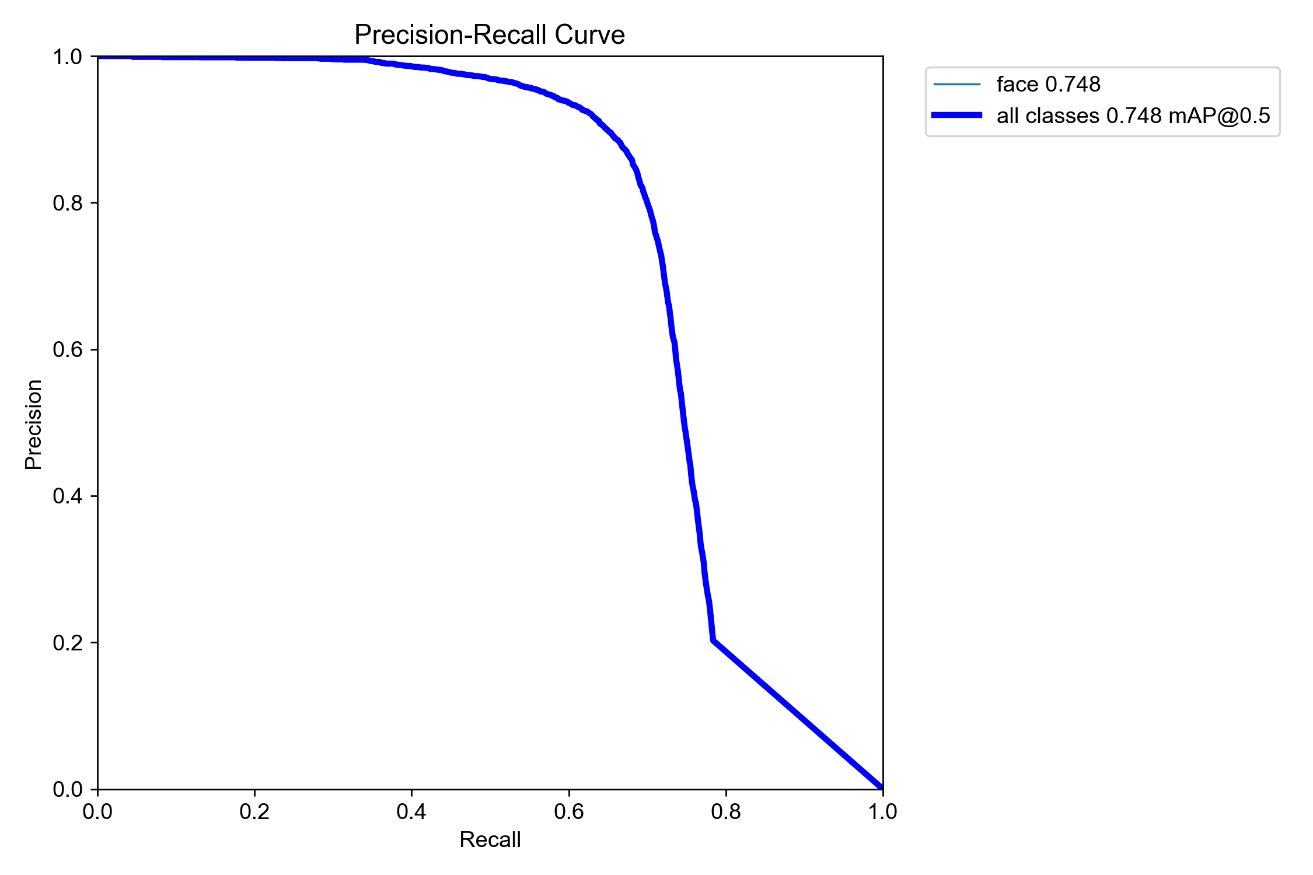 Precision-Recall Curve
face 0.748
all classes 0.748 mAP@0.5
1.0
0.8
0.6
0.4
0.2
0.0
Precision
0.0 0.2 0.4 0.6 0.8 1.0
Recall